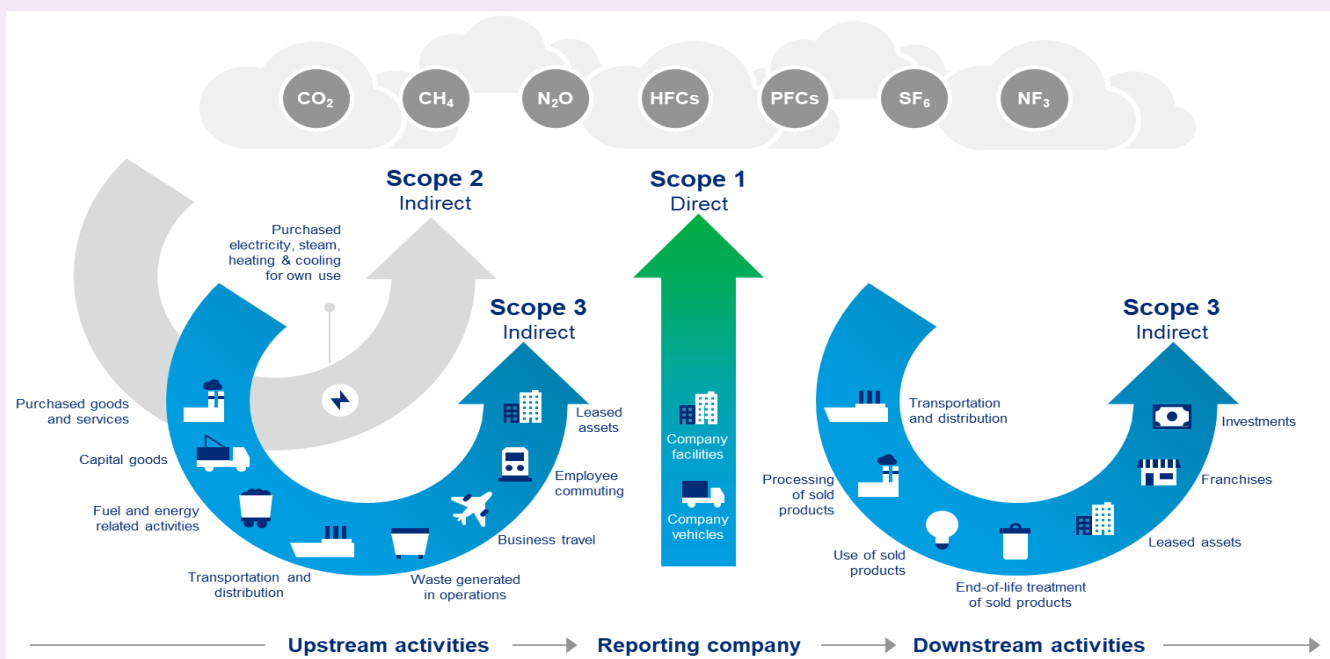 CO₂
CH₄
N₂O
HFCs
PFCs
SF₆
NF₃
Scope 2
Indirect
Scope 1
Direct
Purchased
electricity, steam,
heating & cooling
for own use
Scope 3
Indirect
Scope 3
Indirect
Purchased goods
and services
Capital goods
Fuel and energy
related activities
Transportation and
distribution
Waste generated
in operations
Business travel
Employee
commuting
Leased
assets
Company
facilities
Company
vehicles
Transportation
and distribution
Processing
of sold
products
Use of sold
products
End-of-life treatment
of sold products
Leased assets
Franchises
Investments
Upstream activities
Reporting company
Downstream activities